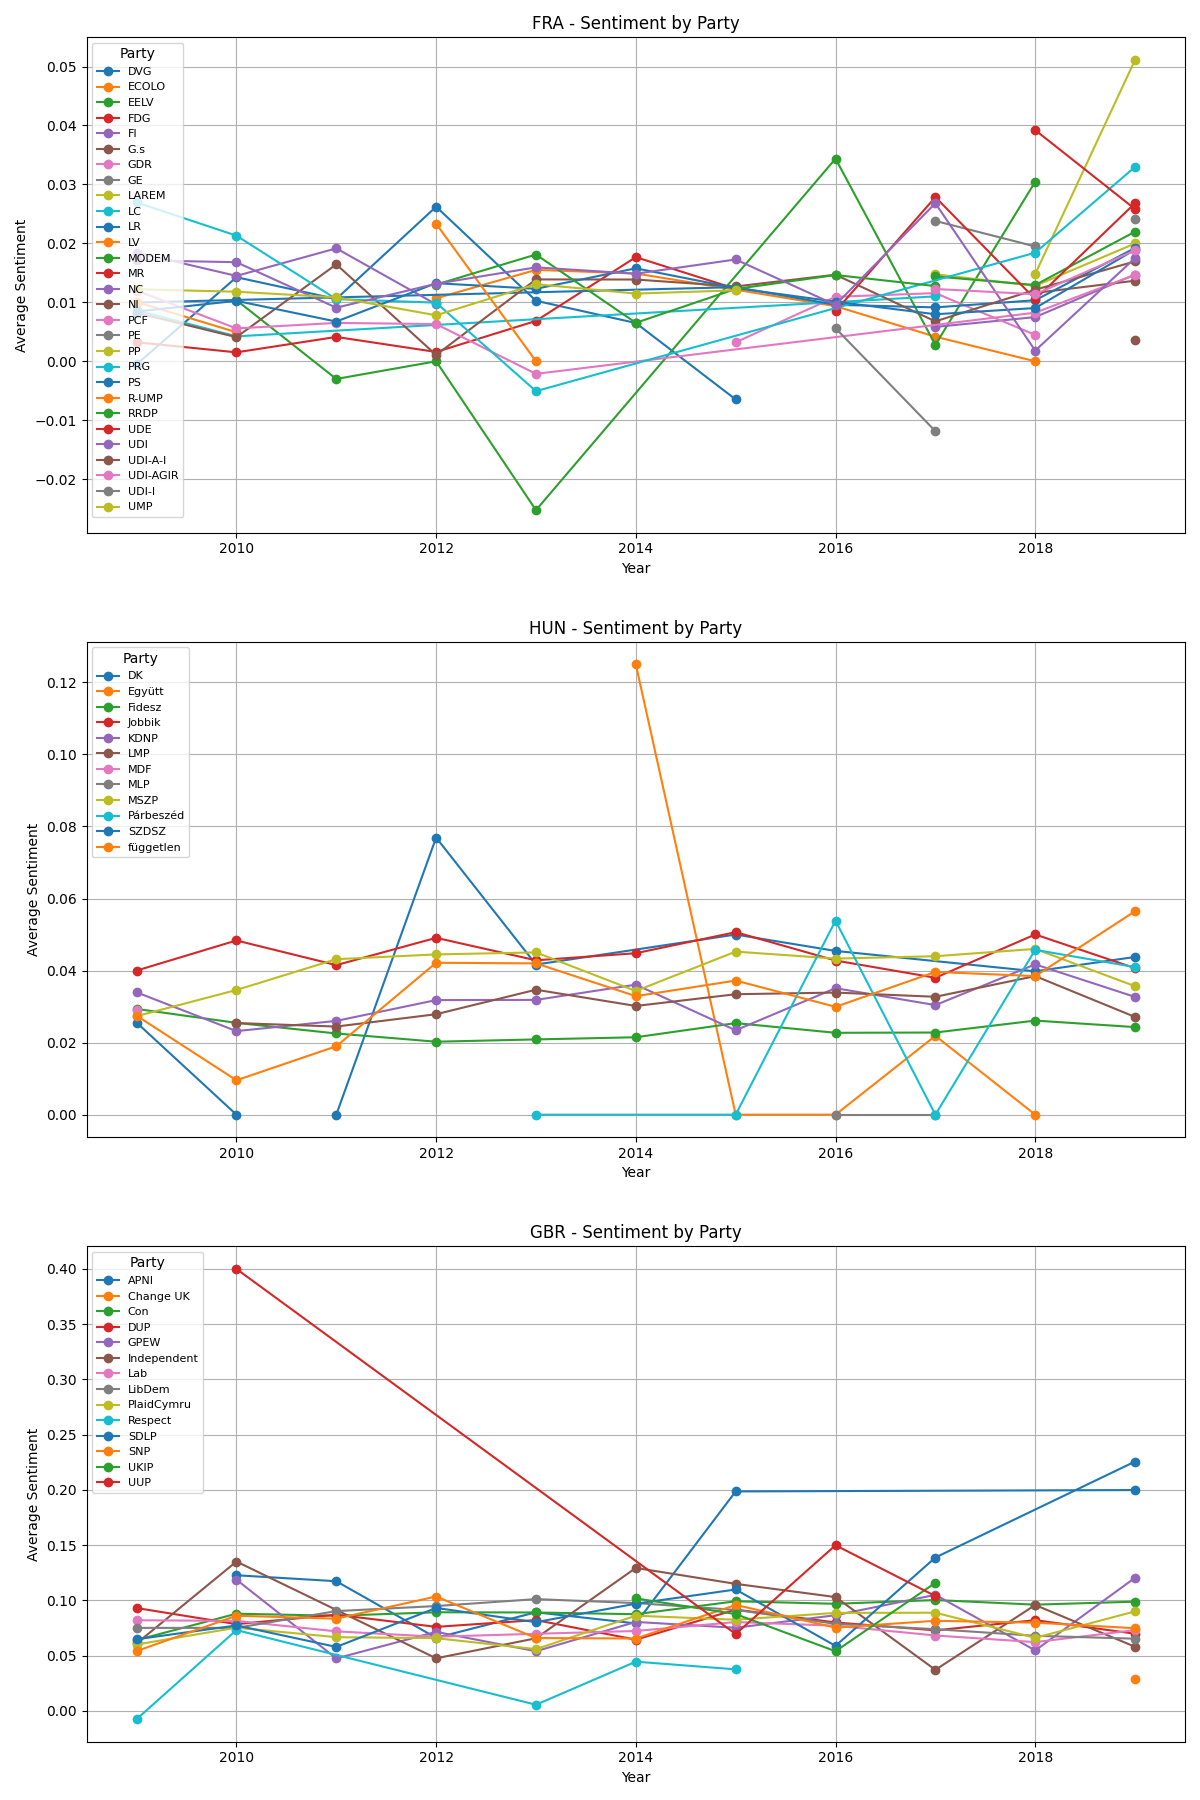 FRA - Sentiment by Party
Party
DVG
ECOLO
EELV
FDG
FI
G.s
GDR
GE
LAREM
LC
LR
LV
MODEM
MR
NC
NI
PCF
PE
PP
PRG
PS
R-UMP
RRDP
UDE
UDI
UDI-A-I
UDI-AGIR
UDI-I
UMP
0.05
0.04
0.03
0.02
0.01
0.00
−0.01
−0.02
Average Sentiment
2010 2012 2014 2016 2018
Year
HUN - Sentiment by Party
Party
DK
Együtt
Fidesz
Jobbik
KDNP
LMP
MDF
MLP
MSZP
Párbeszéd
SZDSZ
független
0.12
0.10
0.08
0.06
0.04
0.02
0.00
Average Sentiment
2010 2012 2014 2016 2018
Year
GBR - Sentiment by Party
Party
APNI
Change UK
Con
DUP
GPEW
Independent
Lab
LibDem
PlaidCymru
Respect
SDLP
SNP
UKIP
UUP
0.40
0.35
0.30
0.25
0.20
0.15
0.10
0.05
0.00
Average Sentiment
2010 2012 2014 2016 2018
Year